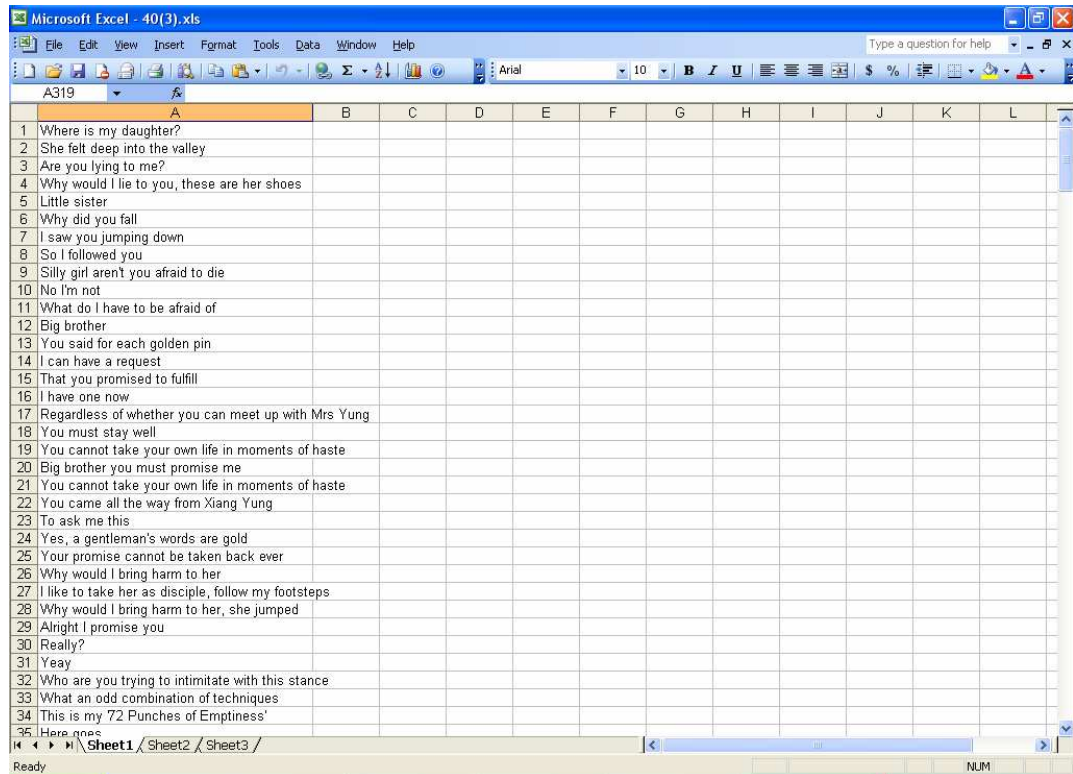 Microsoft Excel - 40(3).xls
File Edit View Insert Format Tools Data Window Help Type a question for help
Arial 10 B I U $ %
A319 fx
A B C D E F G H I J K L
1 Where is my daughter?
2 She felt deep into the valley
3 Are you lying to me?
4 Why would I lie to you, these are her shoes
5 Little sister
6 Why did you fall
7 I saw you jumping down
8 So I followed you
9 Silly girl aren't you afraid to die
10 No I'm not
11 What do I have to be afraid of
12 Big brother
13 You said for each golden pin
14 I can have a request
15 That you promised to fulfill
16 I have one now
17 Regardless of whether you can meet up with Mrs Yung
18 You must stay well
19 You cannot take your own life in moments of haste
20 Big brother you must promise me
21 You cannot take your own life in moments of haste
22 You came all the way from Xiang Yung
23 To ask me this
24 Yes, a gentleman's words are gold
25 Your promise cannot be taken back ever
26 Why would I bring harm to her
27 I like to take her as disciple, follow my footsteps
28 Why would I bring harm to her, she jumped
29 Alright I promise you
30 Really?
31 Yeay
32 Who are you trying to intimitate with this stance
33 What an odd combination of techniques
34 This is my '72 Punches of Emptiness'
35 Here goes
Sheet1 Sheet2 Sheet3
Ready NUM